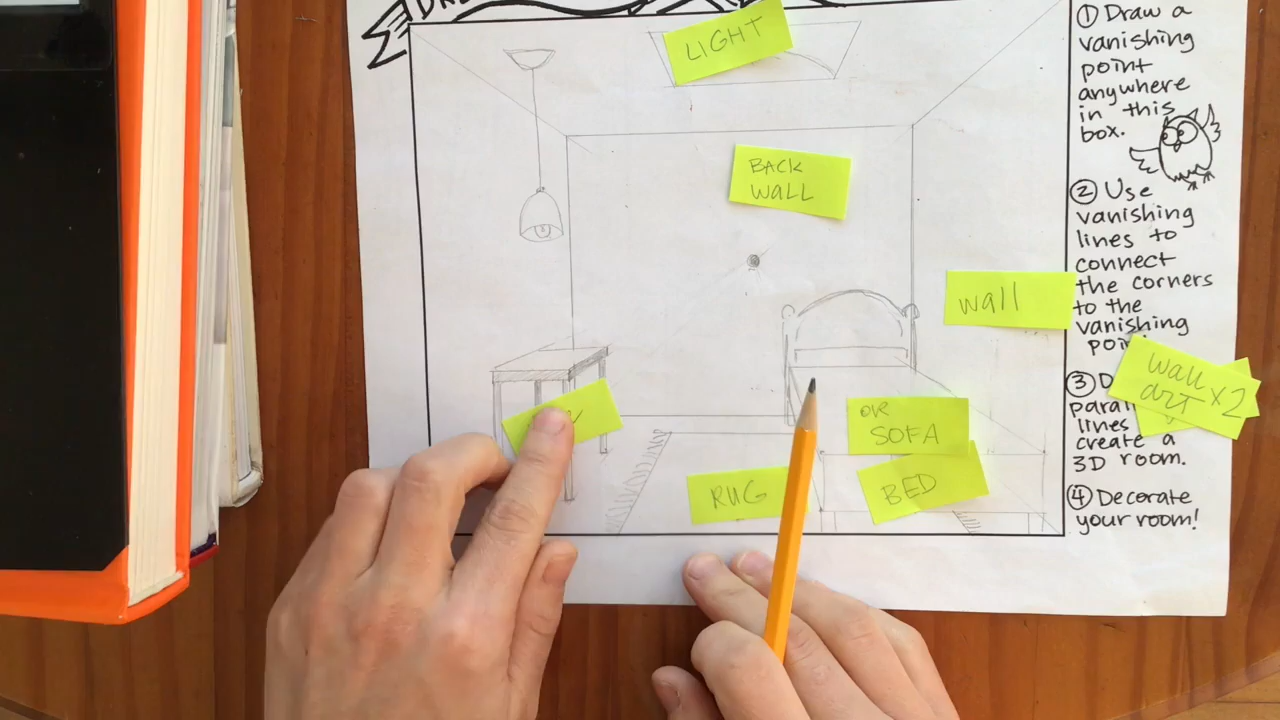 LIGHT
BACK
WALL
wall
OR
SOFA
BED
RUG
wall
art x2
① Draw a
vanishing
point
anywhere
in this
box.
② Use
vanishing
lines to
connect
the corners
to the
vanishing
③
lines
create a
3D room.
④ Decorate
your room!